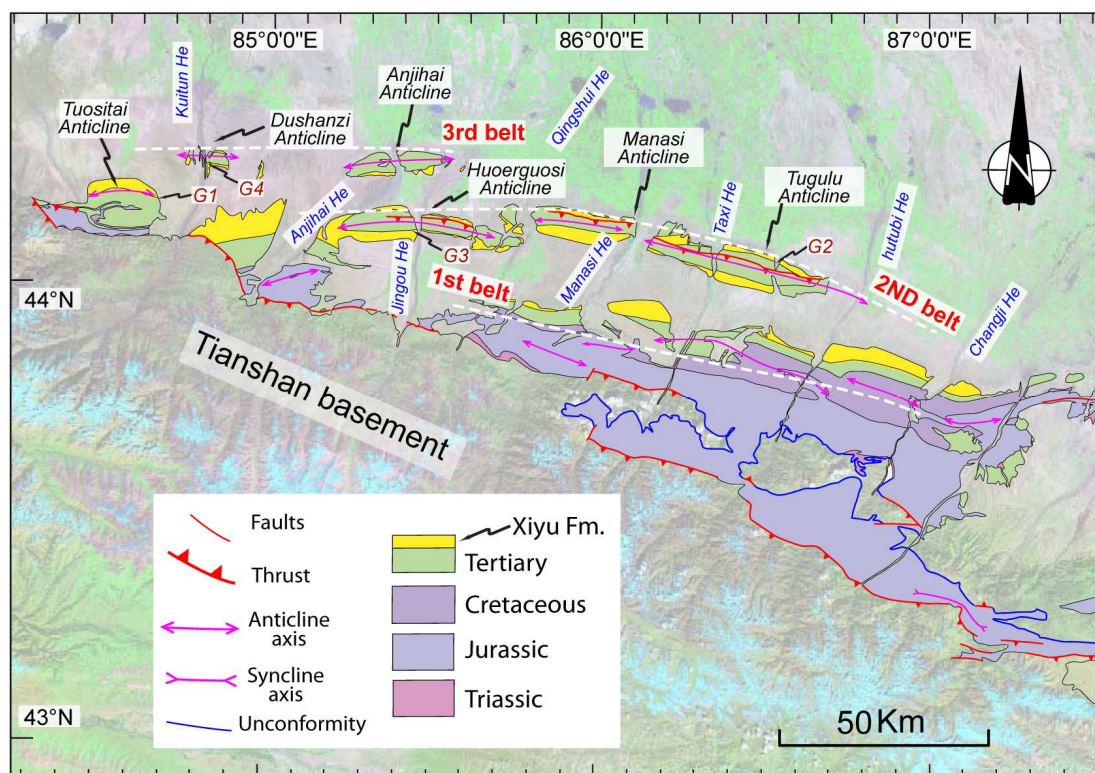 85°0'0"E
86°0'0"E
87°0'0"E
Kuitun He
Tuositai
Anticline
Dushanzi
Anticline
Anjihai
Anticline
3rd belt
Qingshui He
Manasi
Anticline
Huoerguosi
Anticline
Tugulu
Anticline
Taxi He
hutubi He
G1
G4
G3
G2
Anjihai He
Jingou He
Manasi He
1st belt
2ND belt
Changji He
44°N
43°N
N
Tianshan basement
Faults
Thrust
Anticline
axis
Syncline
axis
Unconformity
Xiyu Fm.
Tertiary
Cretaceous
Jurassic
Triassic
50 Km